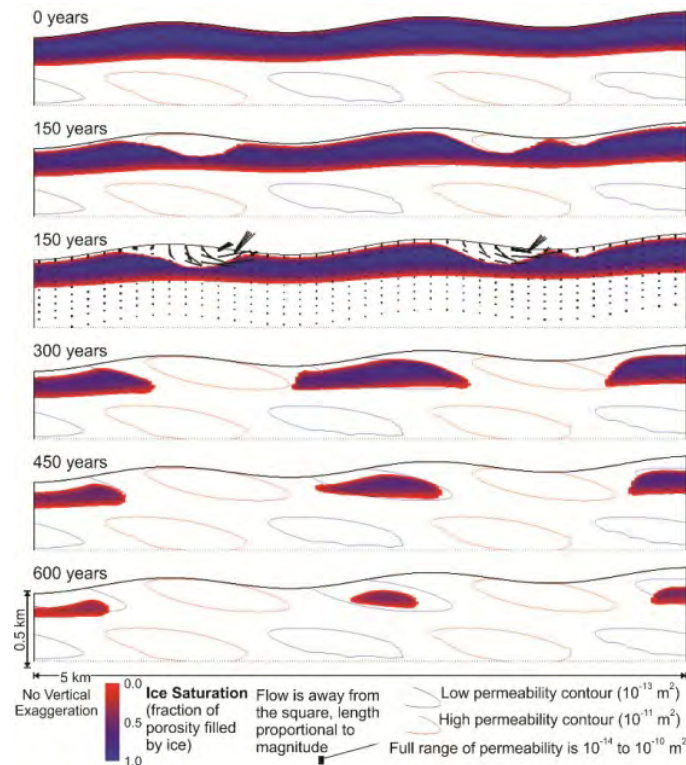 0 years
150 years
150 years
300 years
450 years
600 years
0.5 km
5 km
No Vertical
Exaggeration
0.0
0.5
1.0
Ice Saturation
(fraction of
porosity filled
by ice)
Flow is away from
the square, length
proportional to
magnitude
Low permeability contour (10⁻¹³ m²)
High permeability contour (10⁻¹¹ m²)
Full range of permeability is 10⁻¹⁴ to 10⁻¹⁰ m²